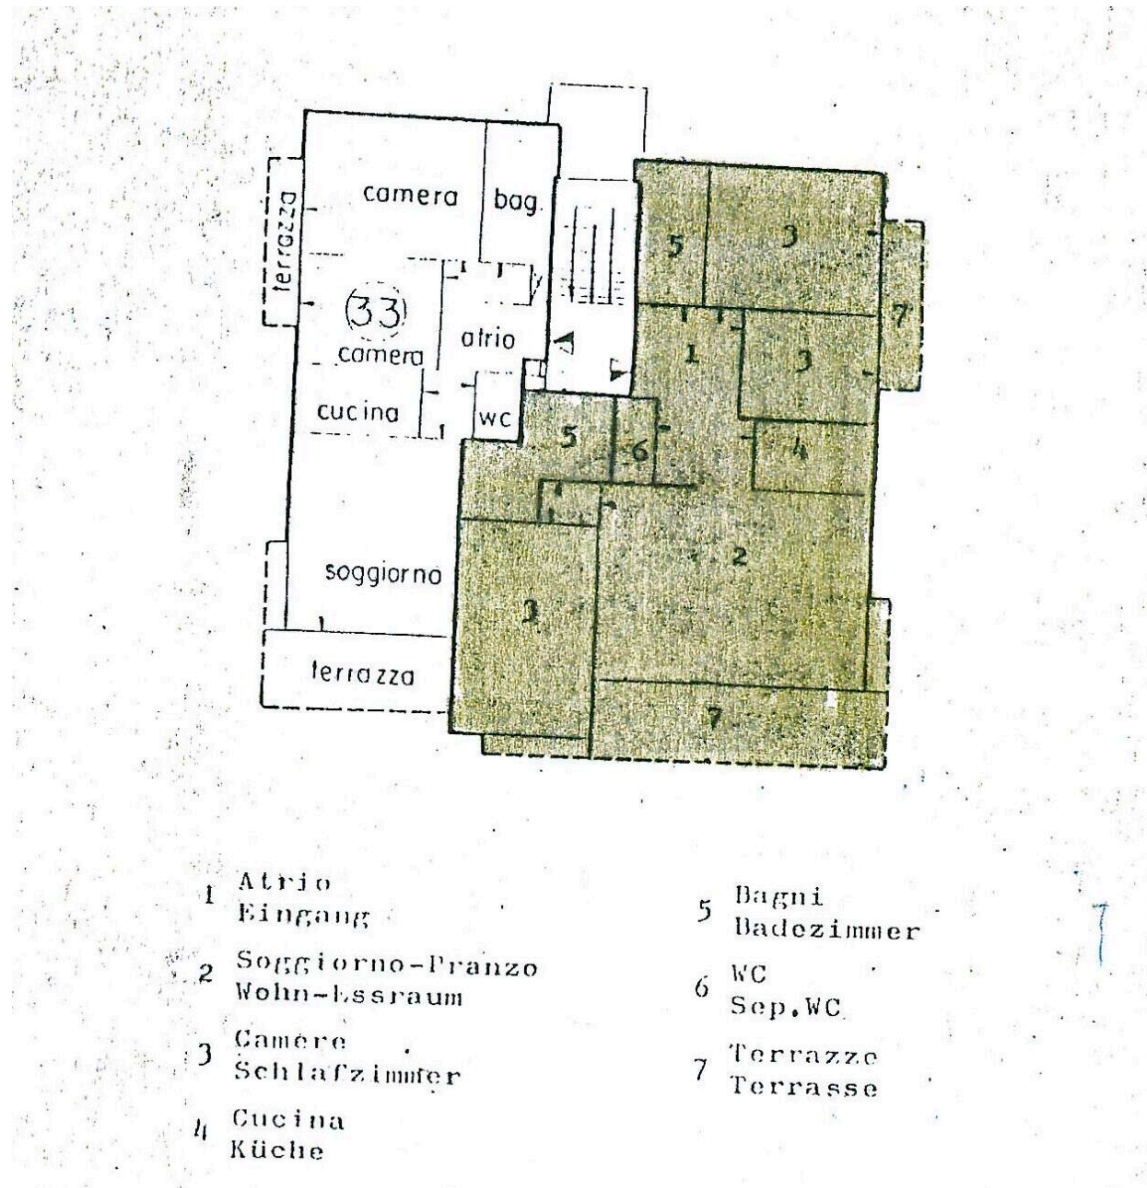 camera
bag.
terrazza
33
atrio
camera
cucina
wc
soggiorno
terrazza
5
3
7
1
3
5
6
4
2
3
7
1 Atrio
Eingang
2 Soggiorno-Pranzo
Wohn-Essraum
3 Camere
Schlafzimmer
4 Cucina
Küche
5 Bagni
Badezimmer
6 WC
Sep.WC
7 Terrazze
Terrasse